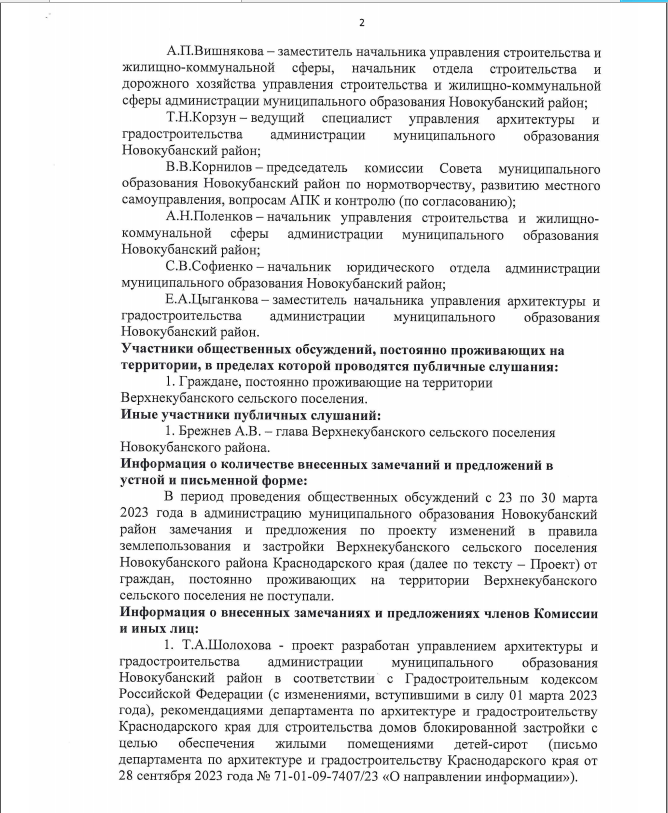 2
А.П.Вишнякова – заместитель начальника управления строительства и
жилищно-коммунальной сферы, начальник отдела строительства и
дорожного хозяйства управления строительства и жилищно-коммунальной
сферы администрации муниципального образования Новокубанский район;
Т.Н.Корзун – ведущий специалист управления архитектуры и
градостроительства администрации муниципального образования
Новокубанский район;
В.В.Корнилов – председатель комиссии Совета муниципального
образования Новокубанский район по нормотворчеству, развитию местного
самоуправления, вопросам АПК и контролю (по согласованию);
А.Н.Поленков – начальник управления строительства и жилищно-
коммунальной сферы администрации муниципального образования
Новокубанский район;
С.В.Софиенко – начальник юридического отдела администрации
муниципального образования Новокубанский район;
Е.А.Цыганкова – заместитель начальника управления архитектуры и
градостроительства администрации муниципального образования
Новокубанский район.
Участники общественных обсуждений, постоянно проживающих на
территории, в пределах которой проводятся публичные слушания:
1. Граждане, постоянно проживающие на территории
Верхнекубанского сельского поселения.
Иные участники публичных слушаний:
1. Брежнев А.В. – глава Верхнекубанского сельского поселения
Новокубанского района.
Информация о количестве внесенных замечаний и предложений в
устной и письменной форме:
В период проведения общественных обсуждений с 23 по 30 марта
2023 года в администрацию муниципального образования Новокубанский
район замечания и предложения по проекту изменений в правила
землепользования и застройки Верхнекубанского сельского поселения
Новокубанского района Краснодарского края (далее по тексту – Проект) от
граждан, постоянно проживающих на территории Верхнекубанского
сельского поселения не поступали.
Информация о внесенных замечаниях и предложениях членов Комиссии
и иных лиц:
1. Т.А.Шолохова - проект разработан управлением архитектуры и
градостроительства администрации муниципального образования
Новокубанский район в соответствии с Градостроительным кодексом
Российской Федерации (с изменениями, вступившими в силу 01 марта 2023
года), рекомендациями департамента по архитектуре и градостроительству
Краснодарского края для строительства домов блокированной застройки с
целью обеспечения жилыми помещениями детей-сирот (письмо
департамента по архитектуре и градостроительству Краснодарского края от
28 сентября 2023 года № 71-01-09-7407/23 «О направлении информации»).